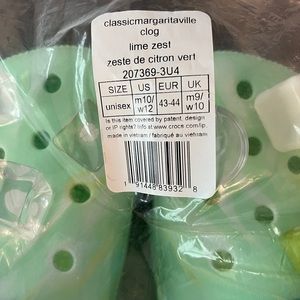 classicmargaritaville
clog
lime zest
zeste de citron vert
207369-3U4
SIZE US EUR UK
unisex m10/ w12 43-44 m9/ w10
Is this item covered by patent, design,
or IP rights? Info at www.crocs.com/ip
made in vietnam / fabriqué au vietnam
1 91448 83932 8